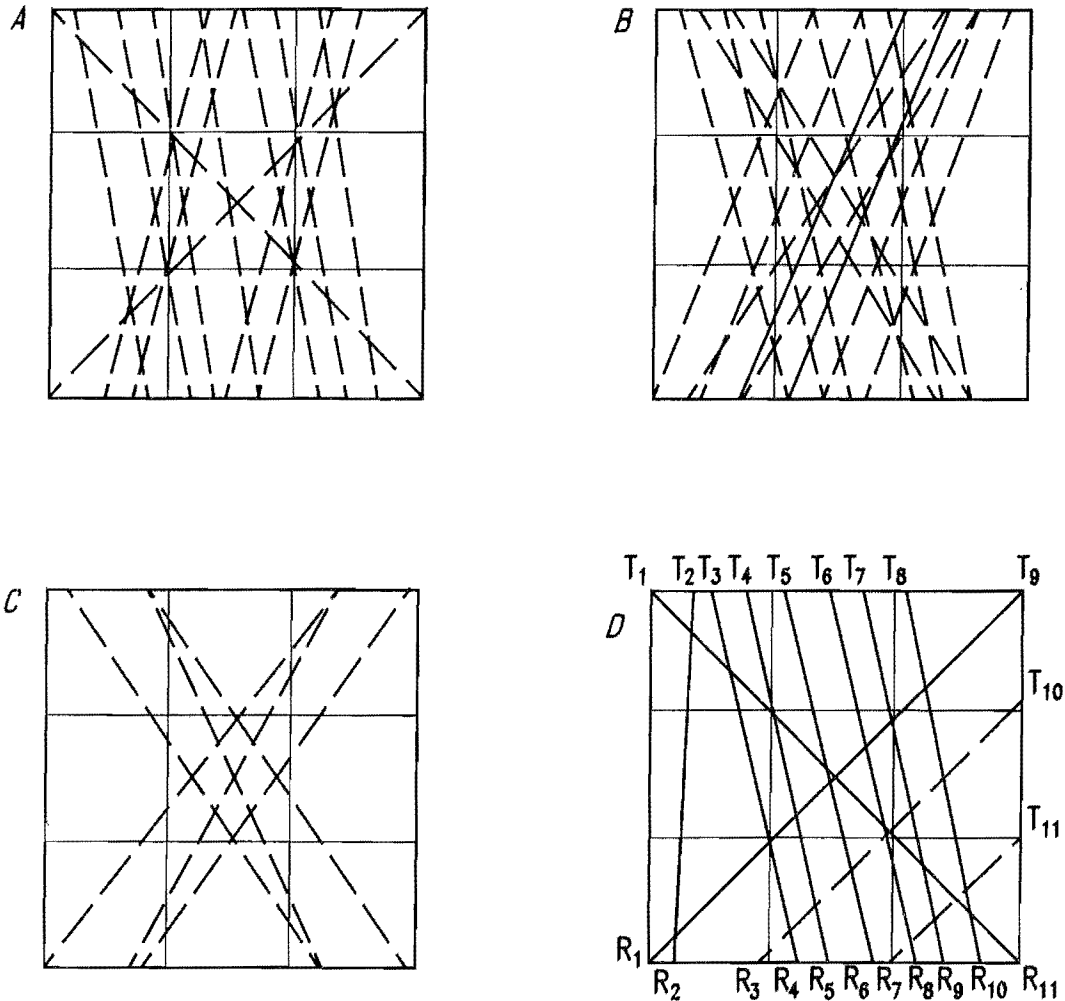 A B
C T₁ T₂ T₃ T₄ T₅ T₆ T₇ T₈ T₉
D
T₁₀
T₁₁
R₁
R₂ R₃ R₄ R₅ R₆ R₇ R₈ R₉ R₁₀ R₁₁